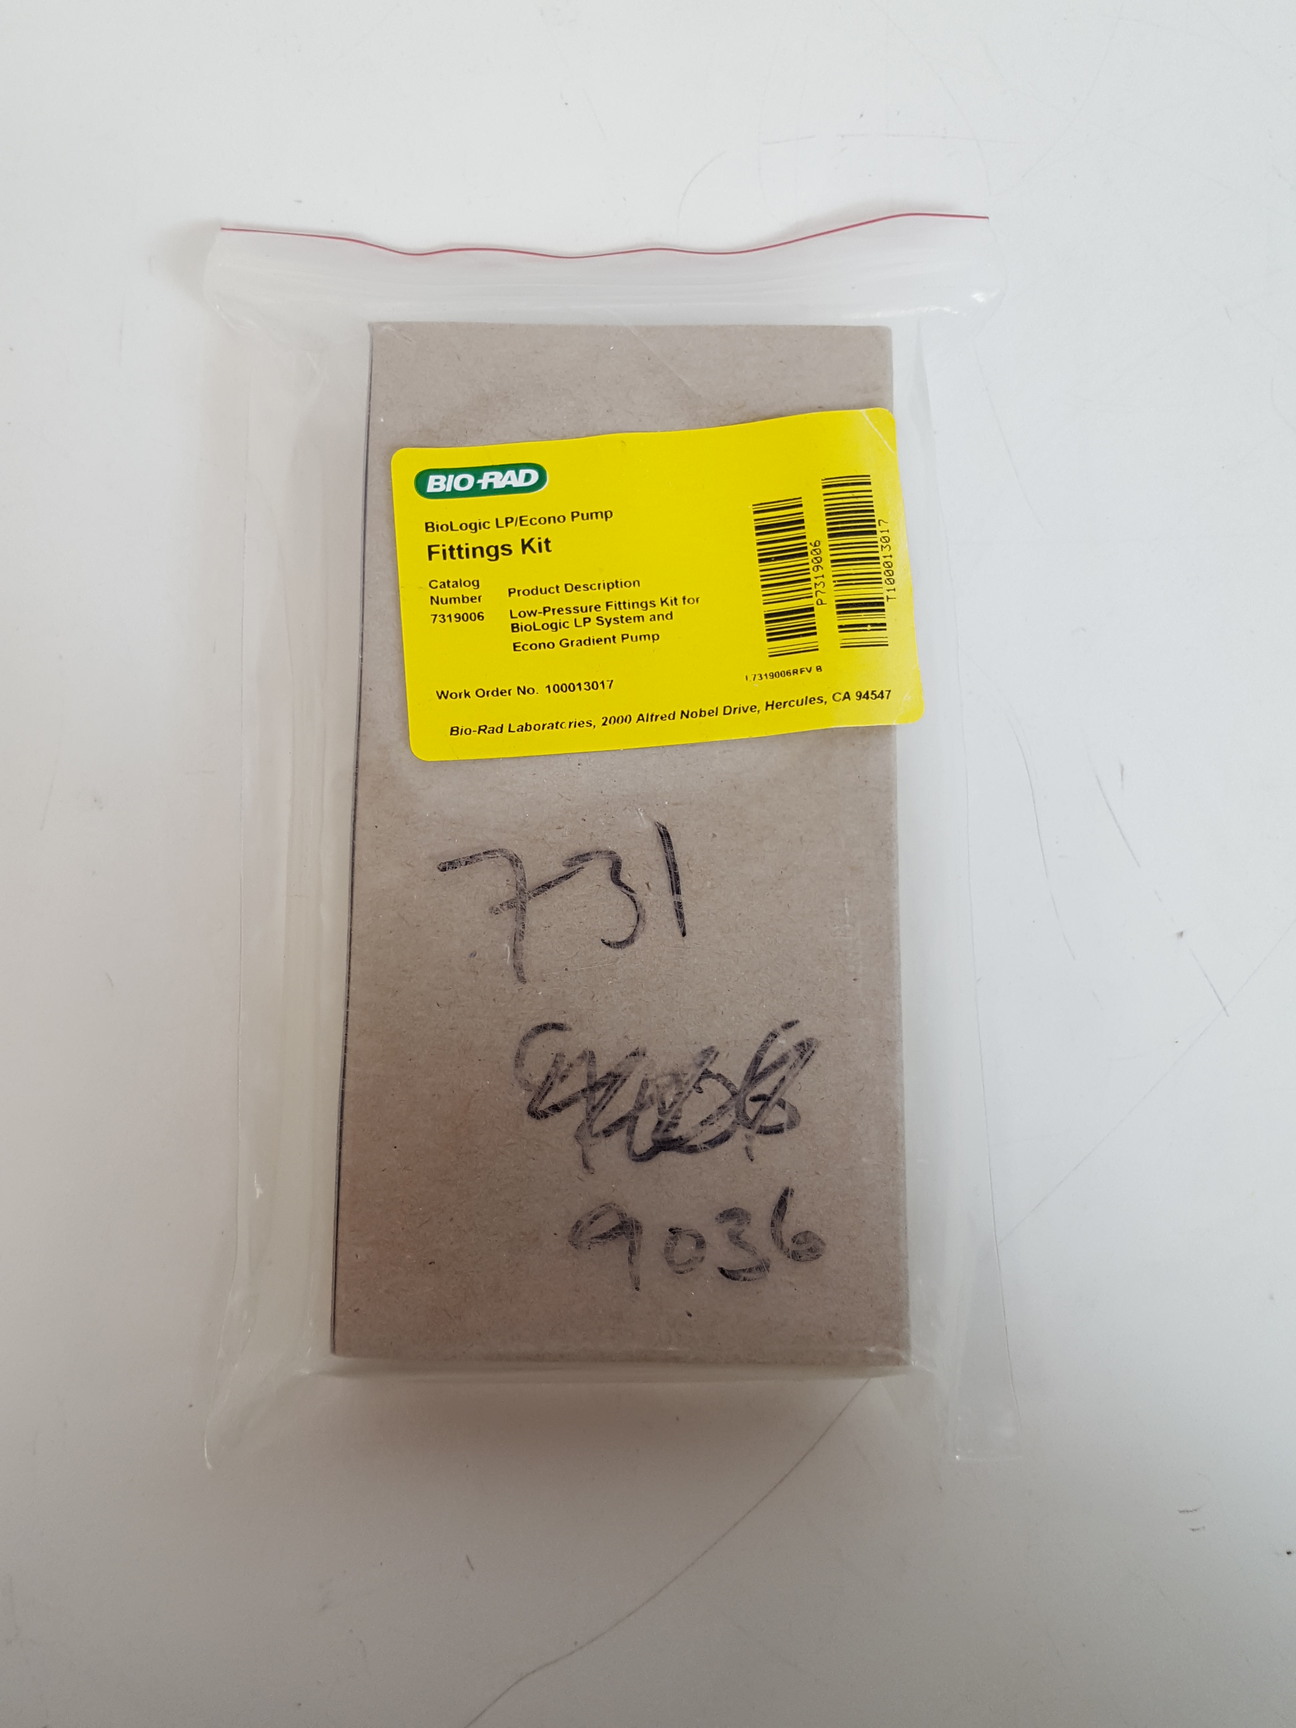 BIO-RAD
BioLogic LP/Econo Pump
Fittings Kit
Catalog Number
Product Description
7319006
Low-Pressure Fittings Kit for
BioLogic LP System and
Econo Gradient Pump
Work Order No. 100013017
P7319006
T100013017
L7319006REV B
Bio-Rad Laboratories, 2000 Alfred Nobel Drive, Hercules, CA 94547
731
9036